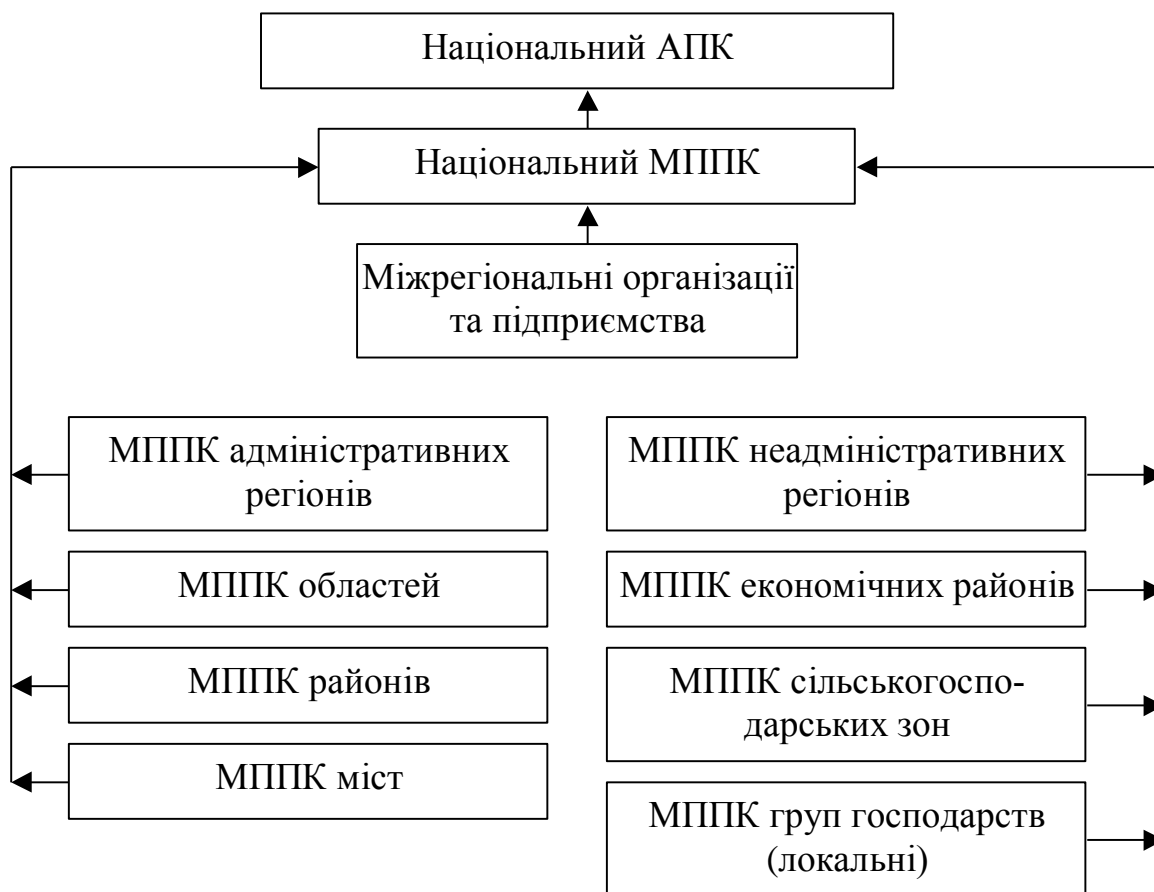 Національний АПК
Національний МППК
Міжрегіональні організації
та підприємства
МППК адміністративних
регіонів
МППК областей
МППК районів
МППК міст
МППК неадміністративних
регіонів
МППК економічних районів
МППК сільськогоспо-
дарських зон
МППК груп господарств
(локальні)